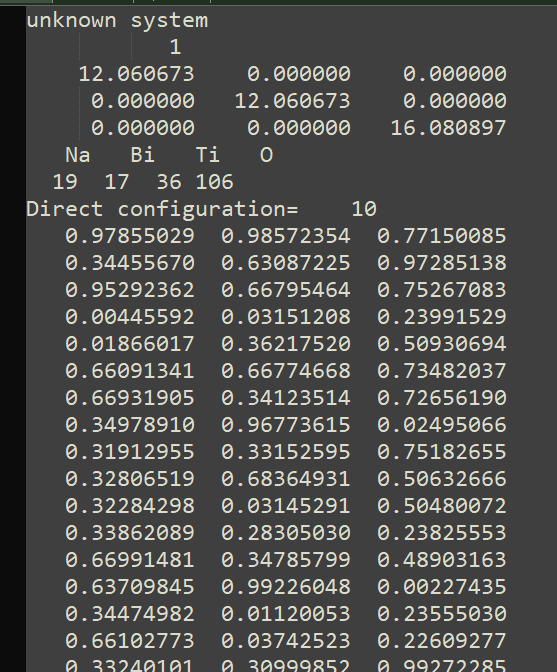 unknown system
1
12.060673 0.000000 0.000000
0.000000 12.060673 0.000000
0.000000 0.000000 16.080897
Na Bi Ti O
19 17 36 106
Direct configuration= 10
0.97855029 0.98572354 0.77150085
0.34455670 0.63087225 0.97285138
0.95292362 0.66795464 0.75267083
0.00445592 0.03151208 0.23991529
0.01866017 0.36217520 0.50930694
0.66091341 0.66774668 0.73482037
0.66931905 0.34123514 0.72656190
0.34978910 0.96773615 0.02495066
0.31912955 0.33152595 0.75182655
0.32806519 0.68364931 0.50632666
0.32284298 0.03145291 0.50480072
0.33862089 0.28305030 0.23825553
0.66991481 0.34785799 0.48903163
0.63709845 0.99226048 0.00227435
0.34474982 0.01120053 0.23555030
0.66102773 0.03742523 0.22609277
0.33240101 0.30999852 0.99272285